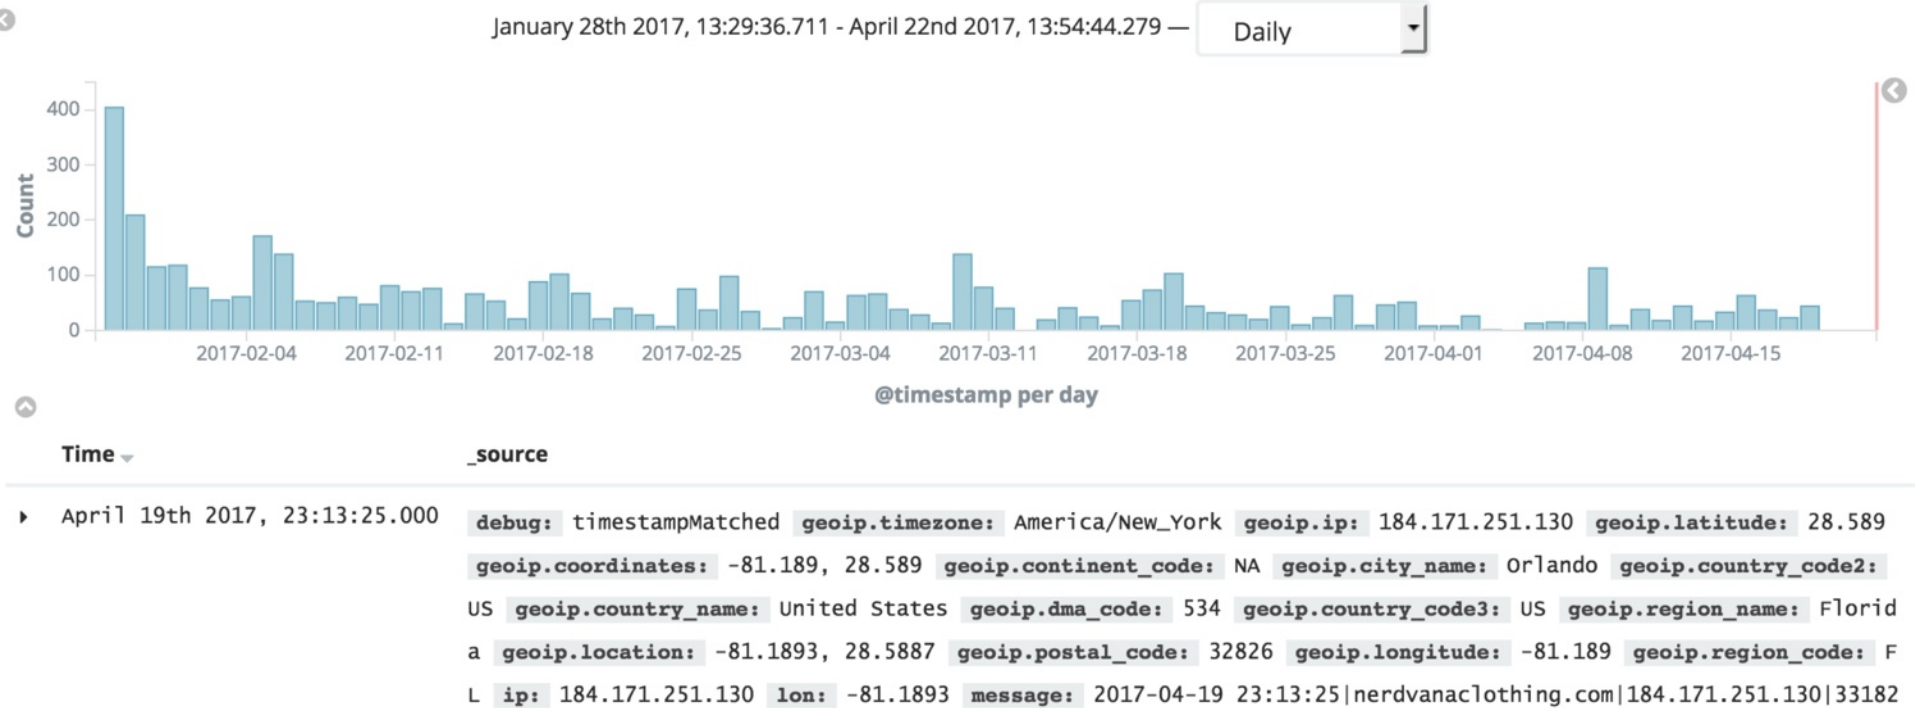 January 28th 2017, 13:29:36.711 - April 22nd 2017, 13:54:44.279 — Daily
400
300
200
100
0
Count
2017-02-04 2017-02-11 2017-02-18 2017-02-25 2017-03-04 2017-03-11 2017-03-18 2017-03-25 2017-04-01 2017-04-08 2017-04-15
@timestamp per day
Time _source
April 19th 2017, 23:13:25.000 debug: timestampMatched geoip.timezone: America/New_York geoip.ip: 184.171.251.130 geoip.latitude: 28.589
geoip.coordinates: -81.189, 28.589 geoip.continent_code: NA geoip.city_name: Orlando geoip.country_code2:
US geoip.country_name: United States geoip.dma_code: 534 geoip.country_code3: US geoip.region_name: Florid
a geoip.location: -81.1893, 28.5887 geoip.postal_code: 32826 geoip.longitude: -81.189 geoip.region_code: F
L ip: 184.171.251.130 lon: -81.1893 message: 2017-04-19 23:13:25|nerdvanaclothing.com|184.171.251.130|33182